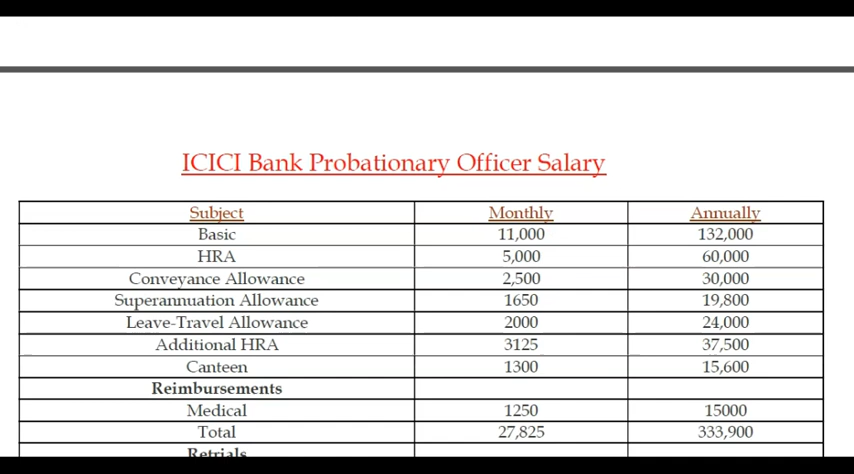 ICICI Bank Probationary Officer Salary
Subject Monthly Annually
Basic 11,000 132,000
HRA 5,000 60,000
Conveyance Allowance 2,500 30,000
Superannuation Allowance 1650 19,800
Leave-Travel Allowance 2000 24,000
Additional HRA 3125 37,500
Canteen 1300 15,600
Reimbursements
Medical 1250 15000
Total 27,825 333,900
Retrials